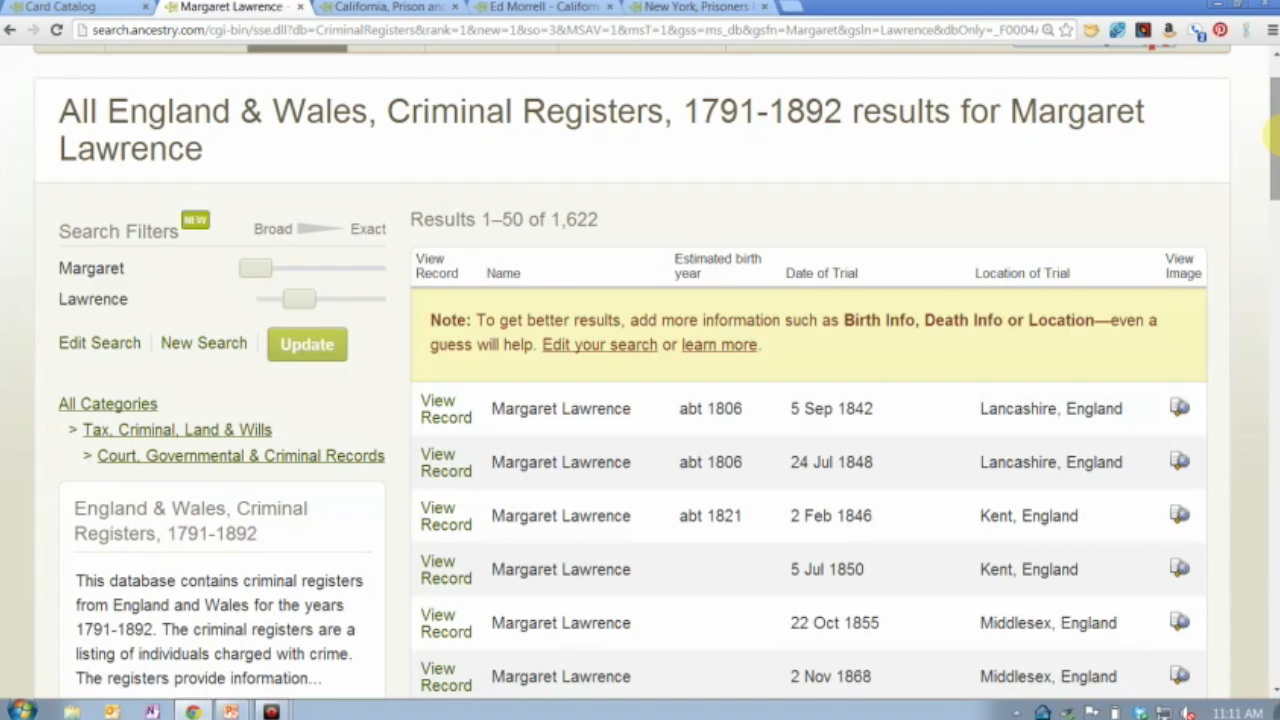 Card Catalog × Margaret Lawrence - × California, Prison and × Ed Morrell - Californ × New York, Prisoners ×
search.ancestry.com/cgi-bin/sse.dll?db=CriminalRegisters&rank=1&new=1&so=3&MSAV=1&msT=1&gss=ms_db&gsfn=Margaret&gsln=Lawrence&dbOnly=_F0004
All England & Wales, Criminal Registers, 1791-1892 results for Margaret
Lawrence
Search Filters NEW Broad Exact
Margaret
Lawrence
Edit Search New Search Update
All Categories
> Tax, Criminal, Land & Wills
> Court, Governmental & Criminal Records
England & Wales, Criminal
Registers, 1791-1892
This database contains criminal registers
from England and Wales for the years
1791-1892. The criminal registers are a
listing of individuals charged with crime.
The registers provide information...
Results 1–50 of 1,622
View Record Name Estimated birth year Date of Trial Location of Trial View Image
Note: To get better results, add more information such as Birth Info, Death Info or Location—even a
guess will help. Edit your search or learn more.
View Record Margaret Lawrence abt 1806 5 Sep 1842 Lancashire, England
View Record Margaret Lawrence abt 1806 24 Jul 1848 Lancashire, England
View Record Margaret Lawrence abt 1821 2 Feb 1846 Kent, England
View Record Margaret Lawrence 5 Jul 1850 Kent, England
View Record Margaret Lawrence 22 Oct 1855 Middlesex, England
View Record Margaret Lawrence 2 Nov 1868 Middlesex, England
11:11 AM